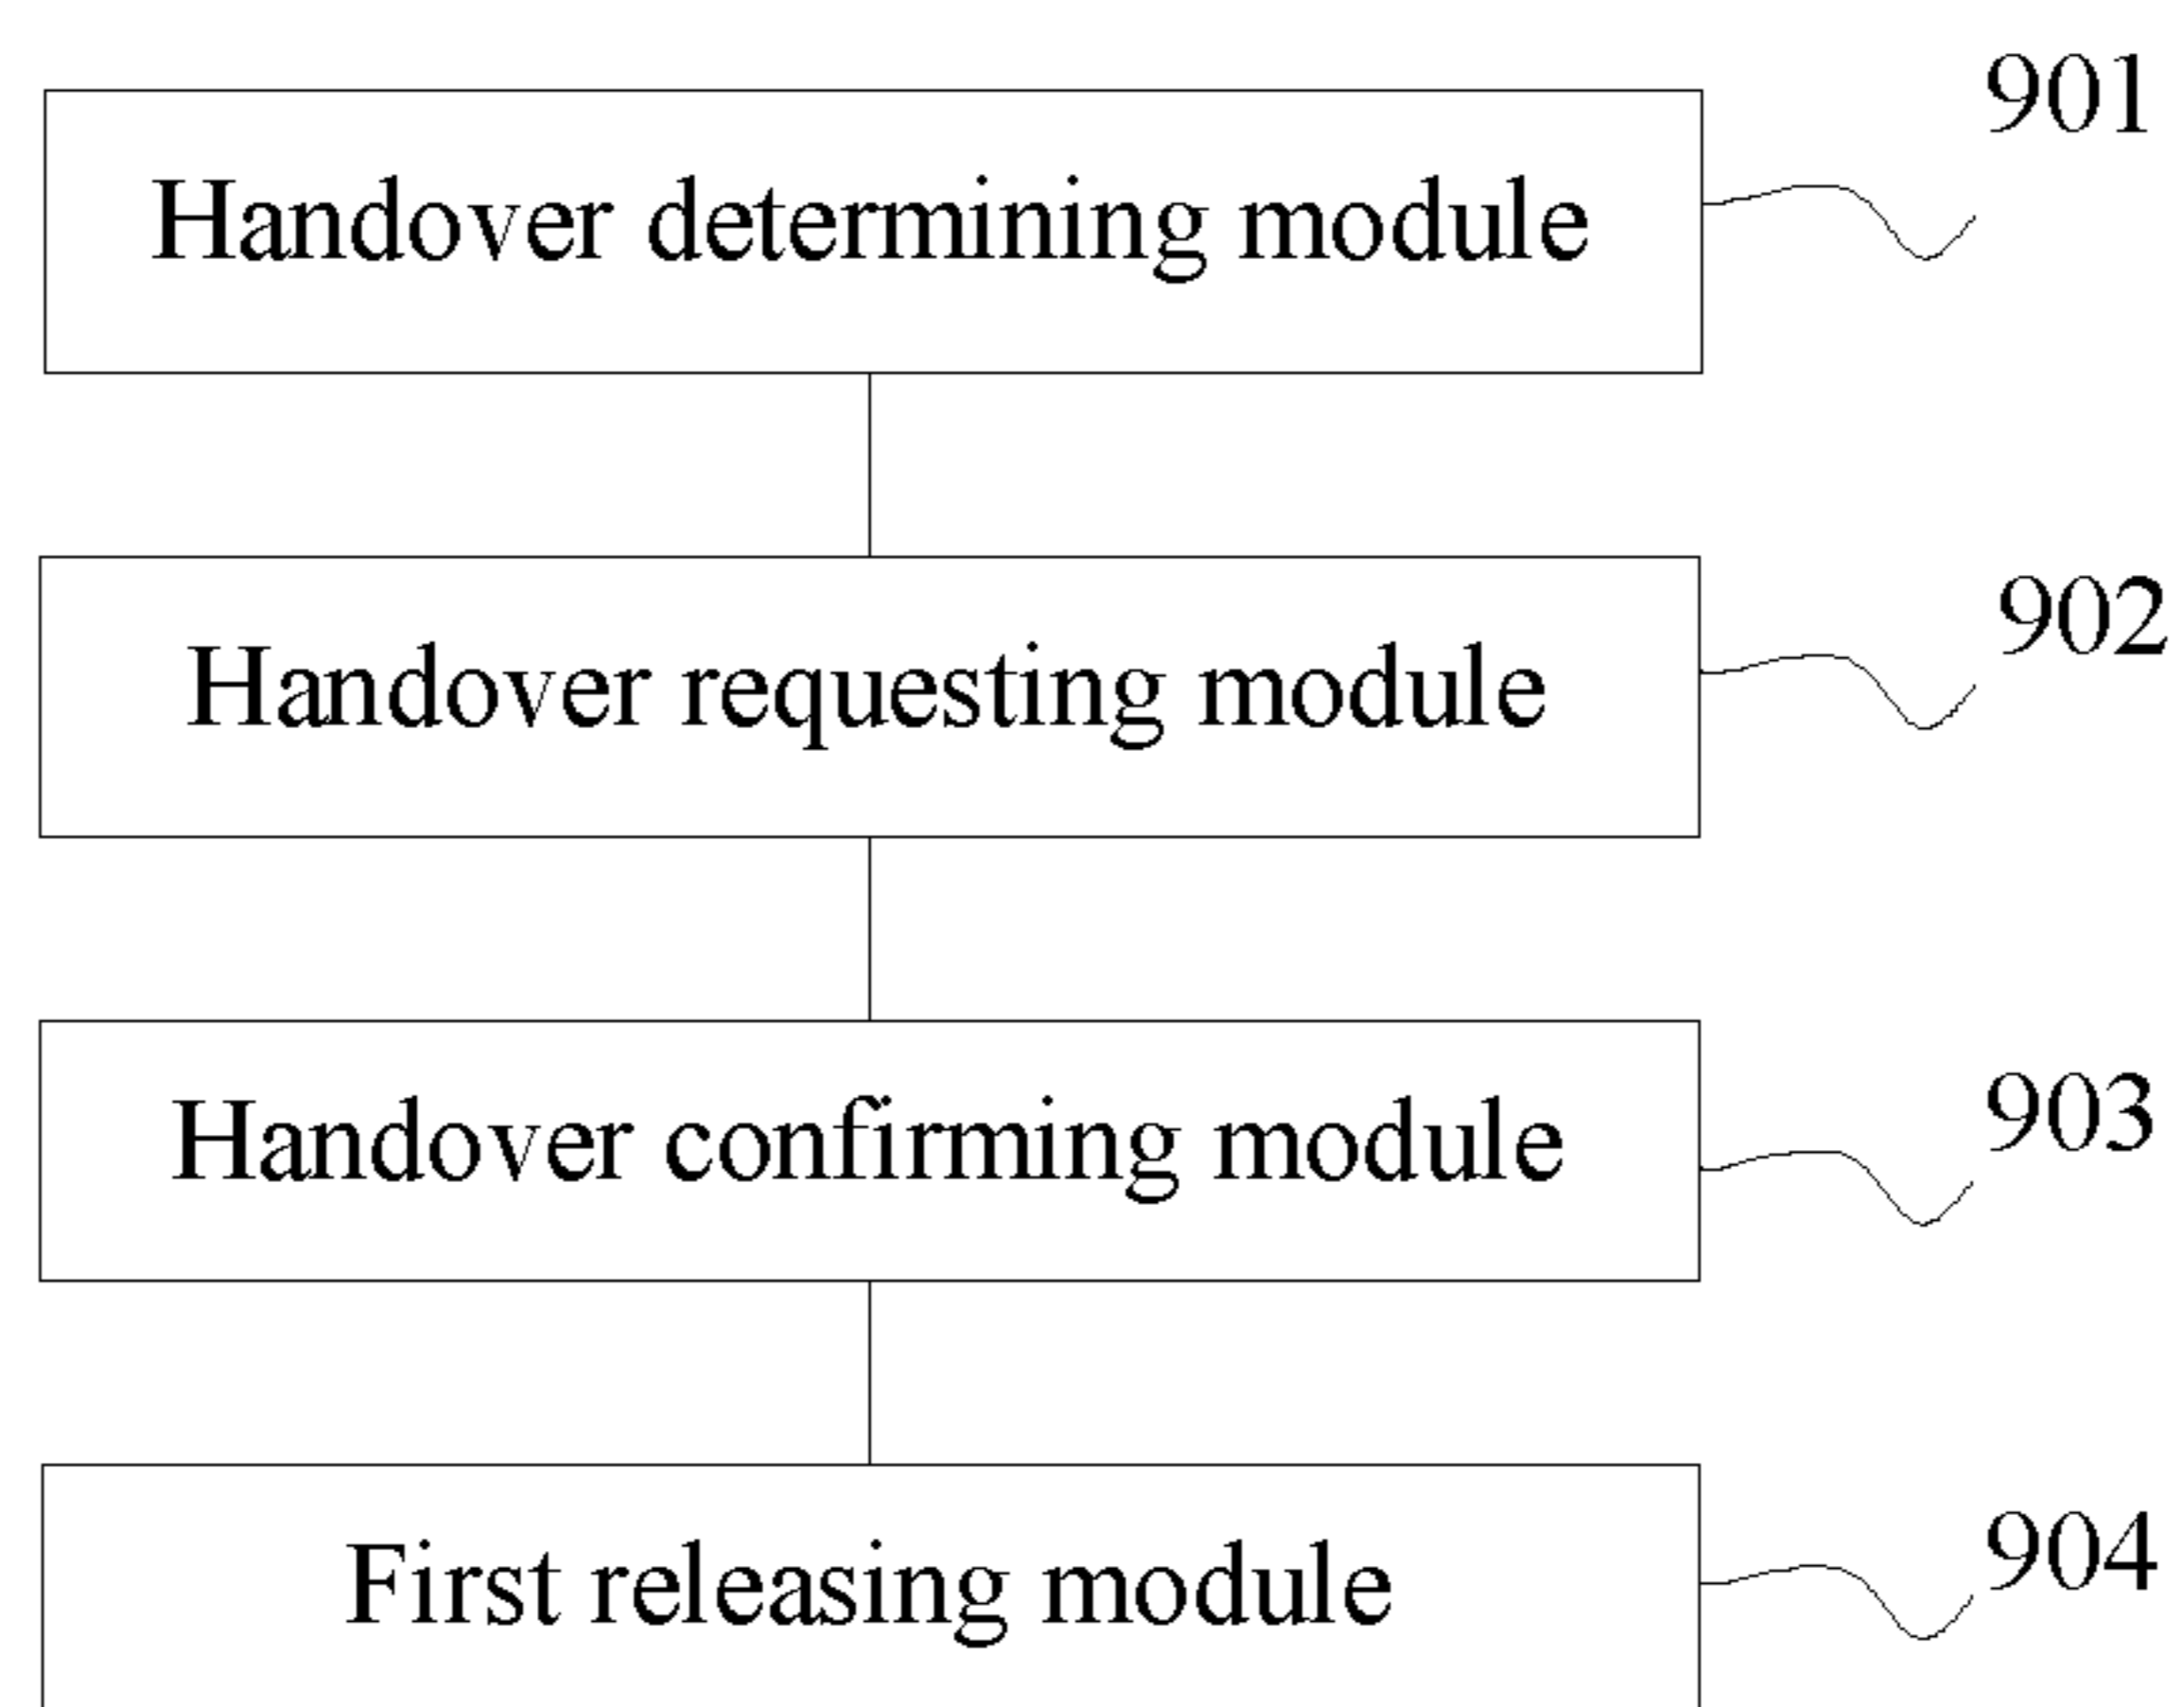 901
Handover determining module
902
Handover requesting module
903
Handover confirming module
904
First releasing module